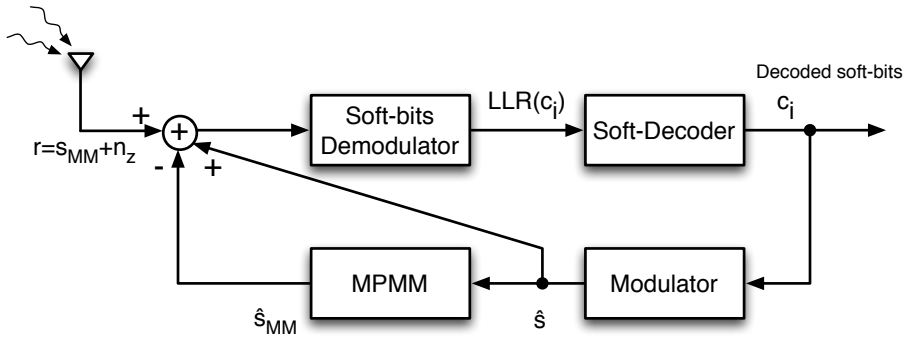 Decoded soft-bits
c_i
LLR(c_i)
+
+
Soft-bits
Demodulator
Soft-Decoder
r=s_MM+n_z
-
+
MPMM
Modulator
ŝ_MM
ŝ